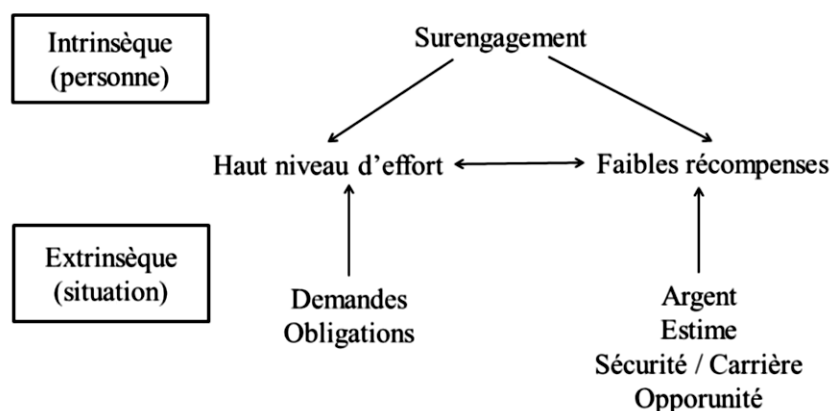 Intrinsèque
(personne)
Surengagement
Haut niveau d'effort
Faibles récompenses
Extrinsèque
(situation)
Demandes
Obligations
Argent
Estime
Sécurité / Carrière
Opporunité